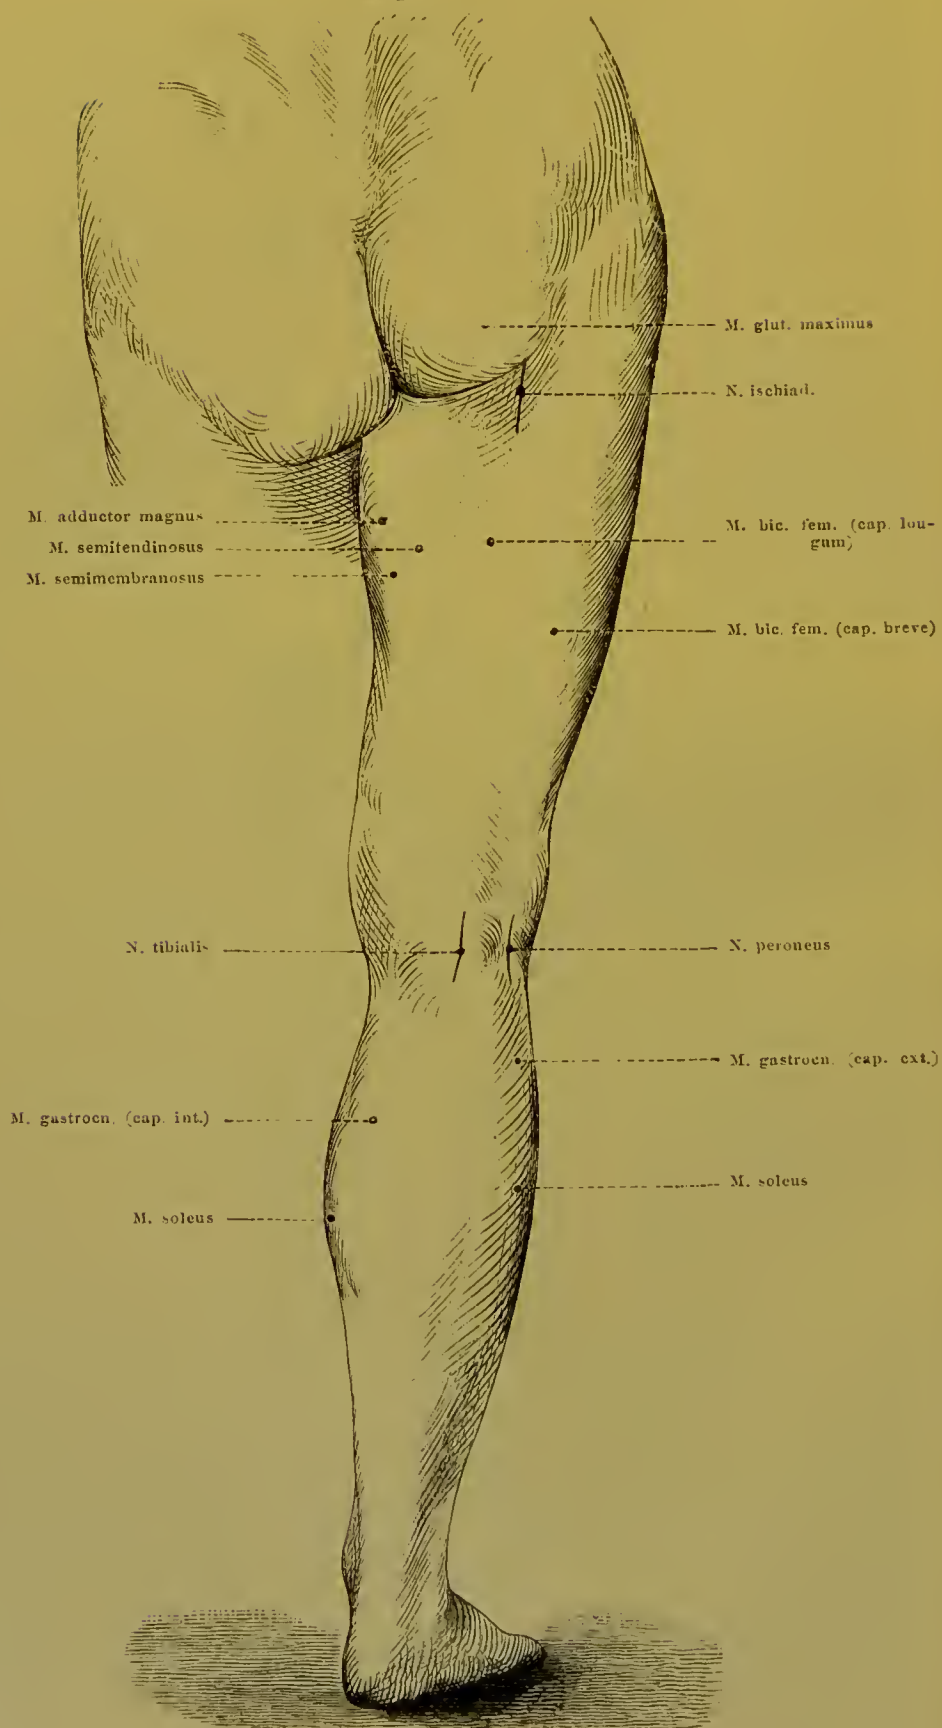 M. glut. maximus
N. ischiad.
M. adductor magnus
M. semitendinosus
M. semimembranosus
M. bic. fem. (cap. lon-
gum)
M. bic. fem. (cap. breve)
N. tibialis
N. peroneus
M. gastrocn. (cap. ext.)
M. gastrocn. (cap. int.)
M. soleus
M. soleus